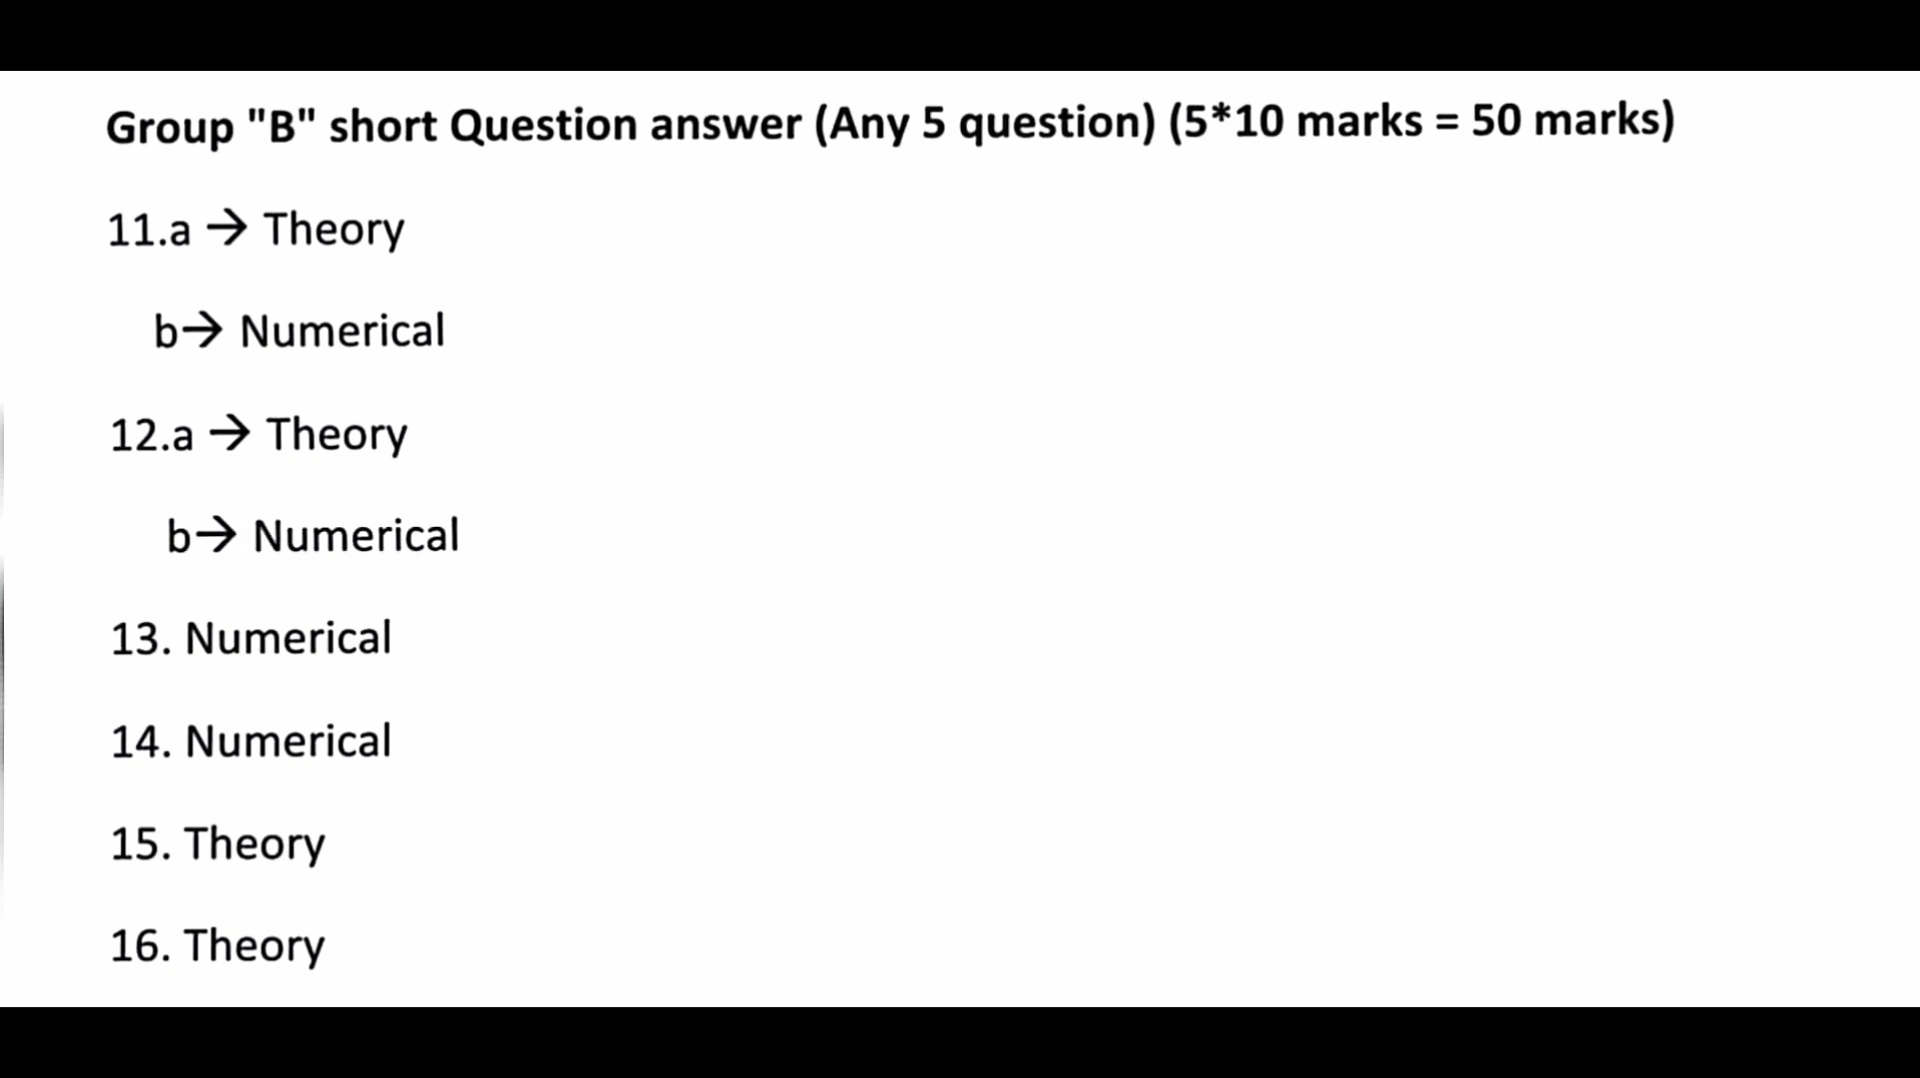 Group "B" short Question answer (Any 5 question) (5*10 marks = 50 marks)
11.a → Theory
b→ Numerical
12.a → Theory
b→ Numerical
13. Numerical
14. Numerical
15. Theory
16. Theory